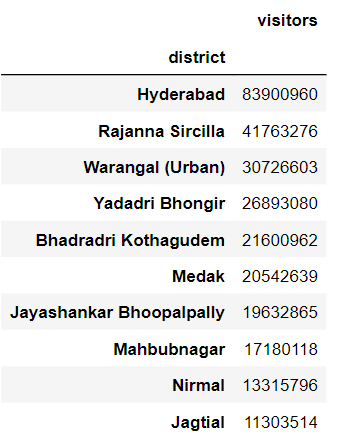 visitors
district
Hyderabad 83900960
Rajanna Sircilla 41763276
Warangal (Urban) 30726603
Yadadri Bhongir 26893080
Bhadradri Kothagudem 21600962
Medak 20542639
Jayashankar Bhoopalpally 19632865
Mahbubnagar 17180118
Nirmal 13315796
Jagtial 11303514